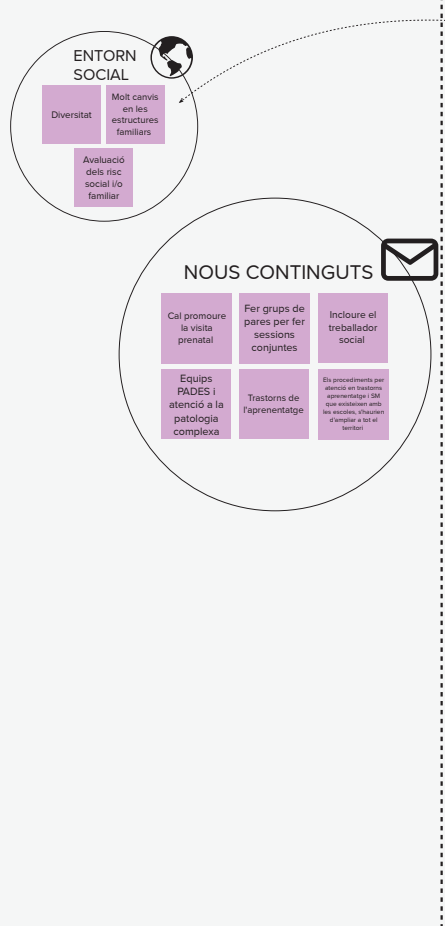 ENTORN
SOCIAL
Diversitat
Molt canvis
en les
estructures
familiars
Avaluació
dels risc
social i/o
familiar
NOUS CONTINGUTS
Cal promoure
la visita
prenatal
Fer grups de
pares per fer
sessions
conjuntes
Incloure el
treballador
social
Equips
PADES i
atenció a la
patologia
complexa
Trastorns de
l'aprenentatge
Els procediments per
atenció en trastorns
aprenentatge i SM
que existeixen amb
les escoles, s'haurien
d'ampliar a tot el
territori